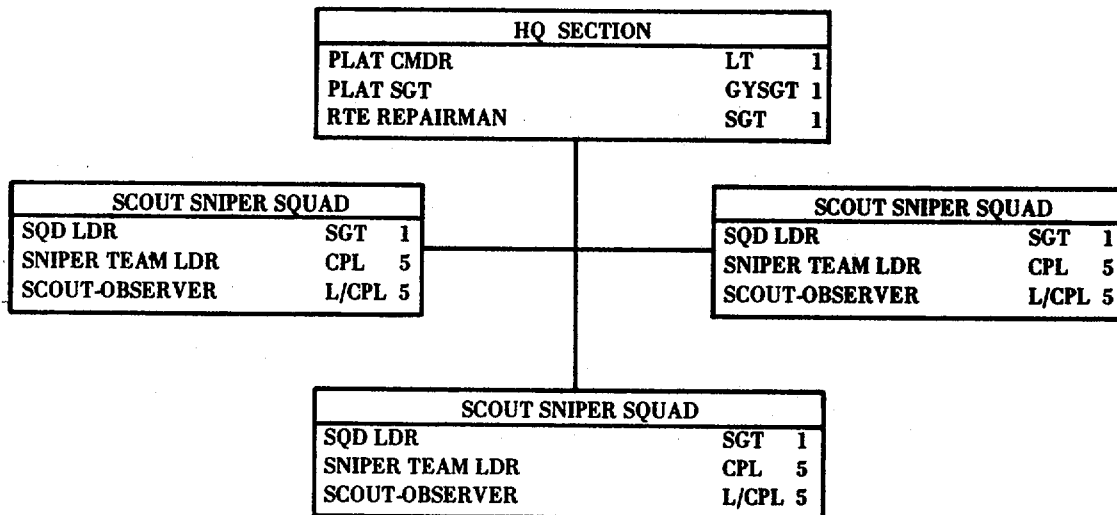 HQ SECTION
PLAT CMDR LT 1
PLAT SGT GYSGT 1
RTE REPAIRMAN SGT 1
SCOUT SNIPER SQUAD
SQD LDR SGT 1
SNIPER TEAM LDR CPL 5
SCOUT-OBSERVER L/CPL 5
SCOUT SNIPER SQUAD
SQD LDR SGT 1
SNIPER TEAM LDR CPL 5
SCOUT-OBSERVER L/CPL 5
SCOUT SNIPER SQUAD
SQD LDR SGT 1
SNIPER TEAM LDR CPL 5
SCOUT-OBSERVER L/CPL 5